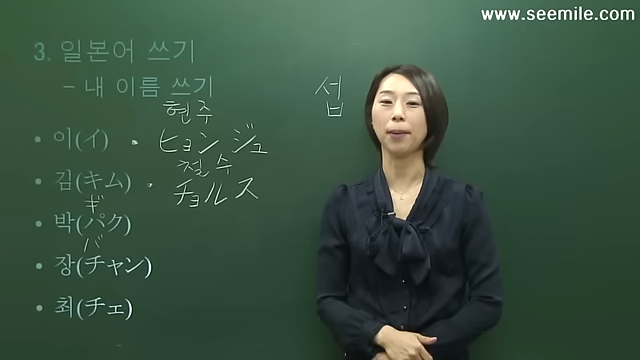 www.seemile.com
3. 일본어 쓰기
- 내 이름 쓰기
섭
현주
• 이(イ) • ヒョンジュ
철수
• 김(キム) • チョルス
ギ
• 박(パク)
バ
• 장(チャン)
• 최(チェ)